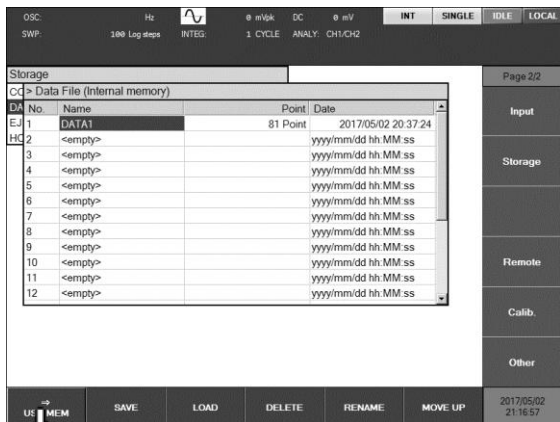 OSC: Hz 0 mVpk DC 0 mV INT SINGLE IDLE LOCAL
SWP: 100 Log steps INTEG: 1 CYCLE ANALY: CH1/CH2
Storage
Page 2/2
> Data File (Internal memory)
No. Name Point Date
1 DATA1 81 Point 2017/05/02 20:37:24
2 <empty> yyyy/mm/dd hh:MM:ss
3 <empty> yyyy/mm/dd hh:MM:ss
4 <empty> yyyy/mm/dd hh:MM:ss
5 <empty> yyyy/mm/dd hh:MM:ss
6 <empty> yyyy/mm/dd hh:MM:ss
7 <empty> yyyy/mm/dd hh:MM:ss
8 <empty> yyyy/mm/dd hh:MM:ss
9 <empty> yyyy/mm/dd hh:MM:ss
10 <empty> yyyy/mm/dd hh:MM:ss
11 <empty> yyyy/mm/dd hh:MM:ss
12 <empty> yyyy/mm/dd hh:MM:ss
Input
Storage
Remote
Calib.
Other
⇒
MEM SAVE LOAD DELETE RENAME MOVE UP
2017/05/02
21:16:57